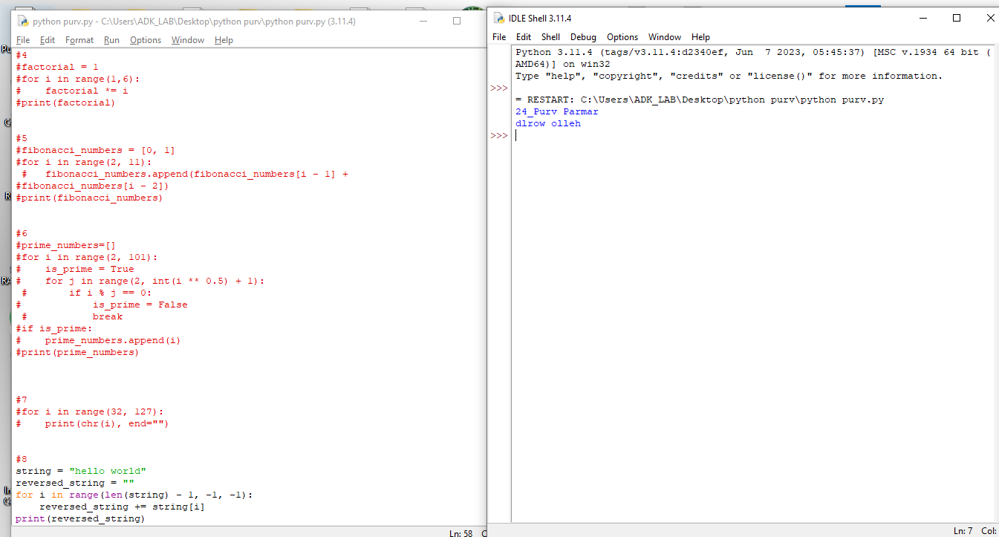 python purv.py - C:\Users\ADK_LAB\Desktop\python purv\python purv.py (3.11.4)
File Edit Format Run Options Window Help
#4
#factorial = 1
#for i in range(1,6):
#    factorial *= i
#print(factorial)
#5
#fibonacci_numbers = [0, 1]
#for i in range(2, 11):
 #   fibonacci_numbers.append(fibonacci_numbers[i - 1] +
#fibonacci_numbers[i - 2])
#print(fibonacci_numbers)
#6
#prime_numbers=[]
#for i in range(2, 101):
#    is_prime = True
#    for j in range(2, int(i ** 0.5) + 1):
 #       if i % j == 0:
#            is_prime = False
 #           break
#if is_prime:
#    prime_numbers.append(i)
#print(prime_numbers)
#7
#for i in range(32, 127):
#    print(chr(i), end="")
#8
string = "hello world"
reversed_string = ""
for i in range(len(string) - 1, -1, -1):
    reversed_string += string[i]
print(reversed_string)
Ln: 58
IDLE Shell 3.11.4
File Edit Shell Debug Options Window Help
Python 3.11.4 (tags/v3.11.4:d2340ef, Jun  7 2023, 05:45:37) [MSC v.1934 64 bit (
AMD64)] on win32
Type "help", "copyright", "credits" or "license()" for more information.
>>>
= RESTART: C:\Users\ADK_LAB\Desktop\python purv\python purv.py
24_Purv Parmar
dlrow olleh
>>>
Ln: 7 Col: